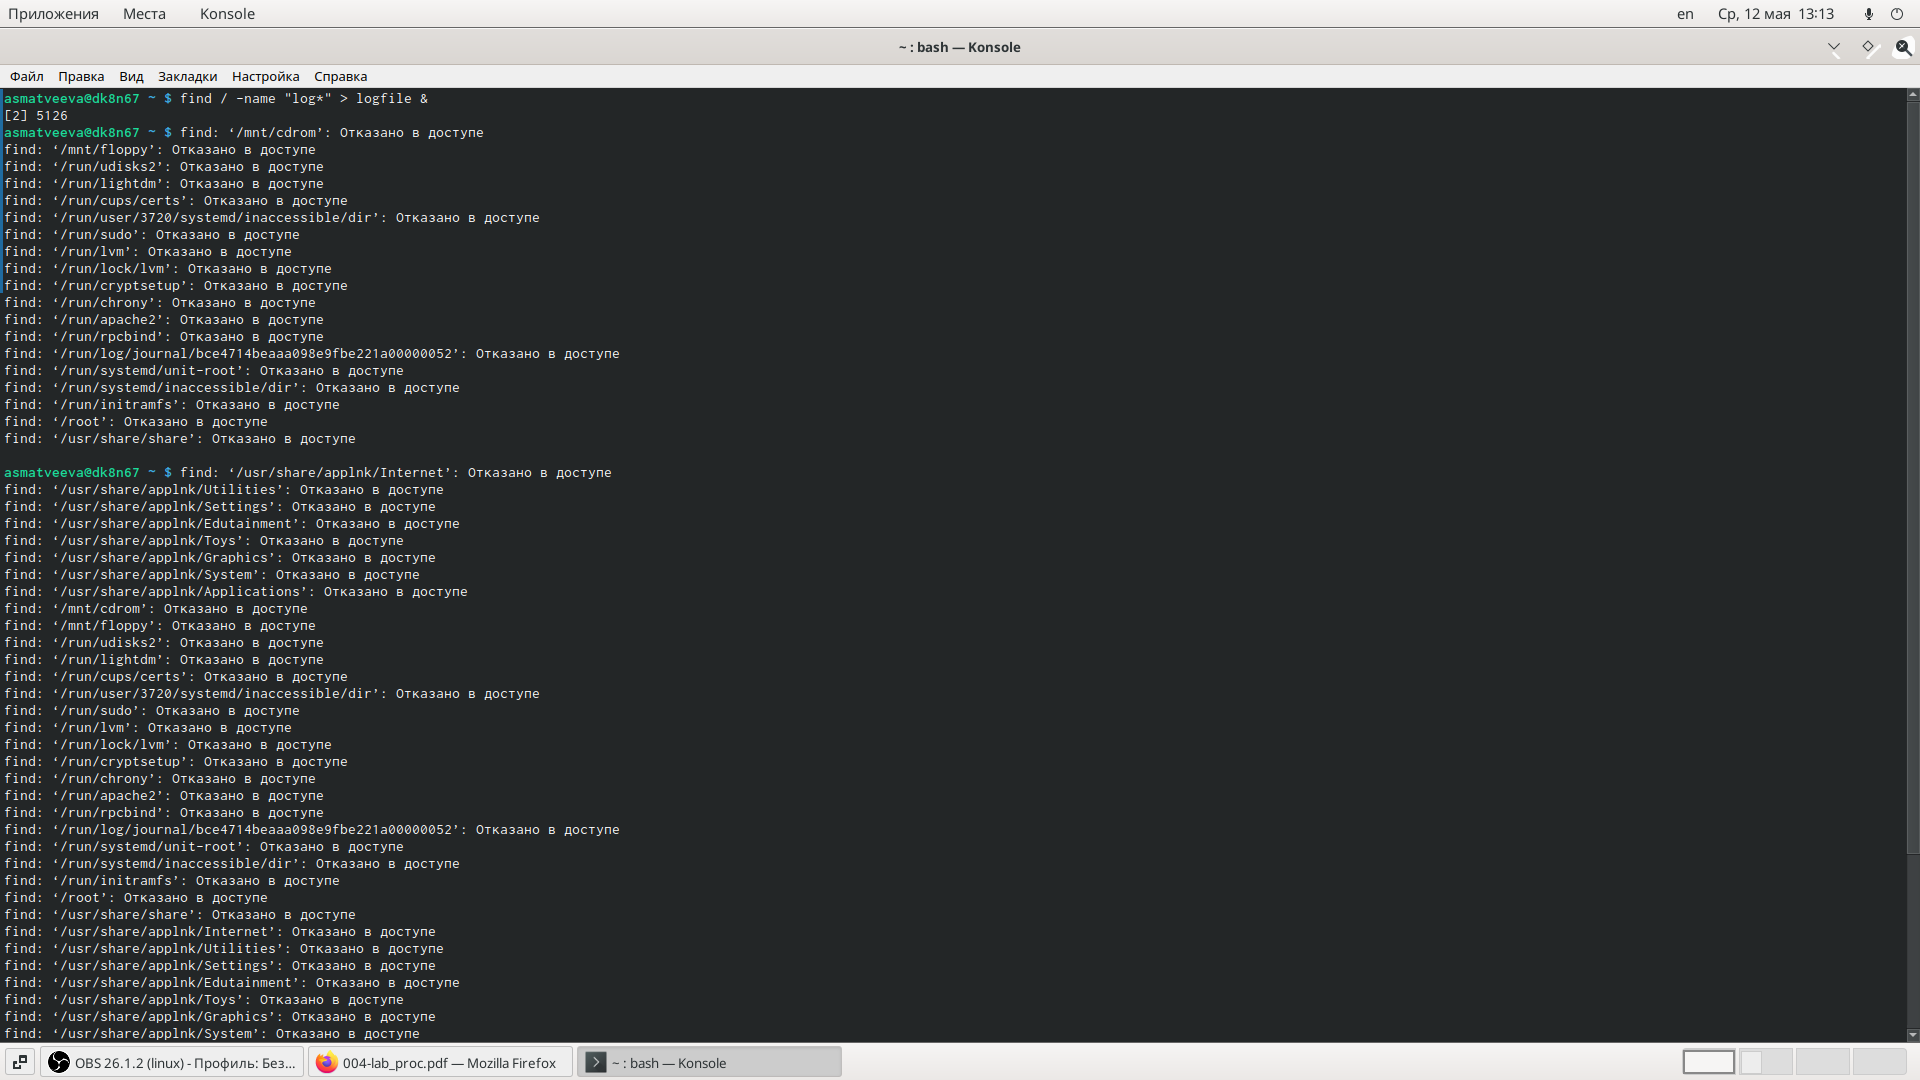 Приложения Места Konsole en Ср, 12 мая 13:13
~ : bash — Konsole
Файл Правка Вид Закладки Настройка Справка
asmatveeva@dk8n67 ~ $ find / -name "log*" > logfile &
[2] 5126
asmatveeva@dk8n67 ~ $ find: ‘/mnt/cdrom’: Отказано в доступе
find: ‘/mnt/floppy’: Отказано в доступе
find: ‘/run/udisks2’: Отказано в доступе
find: ‘/run/lightdm’: Отказано в доступе
find: ‘/run/cups/certs’: Отказано в доступе
find: ‘/run/user/3720/systemd/inaccessible/dir’: Отказано в доступе
find: ‘/run/sudo’: Отказано в доступе
find: ‘/run/lvm’: Отказано в доступе
find: ‘/run/lock/lvm’: Отказано в доступе
find: ‘/run/cryptsetup’: Отказано в доступе
find: ‘/run/chrony’: Отказано в доступе
find: ‘/run/apache2’: Отказано в доступе
find: ‘/run/rpcbind’: Отказано в доступе
find: ‘/run/log/journal/bce4714beaaa098e9fbe221a00000052’: Отказано в доступе
find: ‘/run/systemd/unit-root’: Отказано в доступе
find: ‘/run/systemd/inaccessible/dir’: Отказано в доступе
find: ‘/run/initramfs’: Отказано в доступе
find: ‘/root’: Отказано в доступе
find: ‘/usr/share/share’: Отказано в доступе
asmatveeva@dk8n67 ~ $ find: ‘/usr/share/applnk/Internet’: Отказано в доступе
find: ‘/usr/share/applnk/Utilities’: Отказано в доступе
find: ‘/usr/share/applnk/Settings’: Отказано в доступе
find: ‘/usr/share/applnk/Edutainment’: Отказано в доступе
find: ‘/usr/share/applnk/Toys’: Отказано в доступе
find: ‘/usr/share/applnk/Graphics’: Отказано в доступе
find: ‘/usr/share/applnk/System’: Отказано в доступе
find: ‘/usr/share/applnk/Applications’: Отказано в доступе
find: ‘/mnt/cdrom’: Отказано в доступе
find: ‘/mnt/floppy’: Отказано в доступе
find: ‘/run/udisks2’: Отказано в доступе
find: ‘/run/lightdm’: Отказано в доступе
find: ‘/run/cups/certs’: Отказано в доступе
find: ‘/run/user/3720/systemd/inaccessible/dir’: Отказано в доступе
find: ‘/run/sudo’: Отказано в доступе
find: ‘/run/lvm’: Отказано в доступе
find: ‘/run/lock/lvm’: Отказано в доступе
find: ‘/run/cryptsetup’: Отказано в доступе
find: ‘/run/chrony’: Отказано в доступе
find: ‘/run/apache2’: Отказано в доступе
find: ‘/run/rpcbind’: Отказано в доступе
find: ‘/run/log/journal/bce4714beaaa098e9fbe221a00000052’: Отказано в доступе
find: ‘/run/systemd/unit-root’: Отказано в доступе
find: ‘/run/systemd/inaccessible/dir’: Отказано в доступе
find: ‘/run/initramfs’: Отказано в доступе
find: ‘/root’: Отказано в доступе
find: ‘/usr/share/share’: Отказано в доступе
find: ‘/usr/share/applnk/Internet’: Отказано в доступе
find: ‘/usr/share/applnk/Utilities’: Отказано в доступе
find: ‘/usr/share/applnk/Settings’: Отказано в доступе
find: ‘/usr/share/applnk/Edutainment’: Отказано в доступе
find: ‘/usr/share/applnk/Toys’: Отказано в доступе
find: ‘/usr/share/applnk/Graphics’: Отказано в доступе
find: ‘/usr/share/applnk/System’: Отказано в доступе
OBS 26.1.2 (linux) - Профиль: Без... 004-lab_proc.pdf — Mozilla Firefox ~ : bash — Konsole